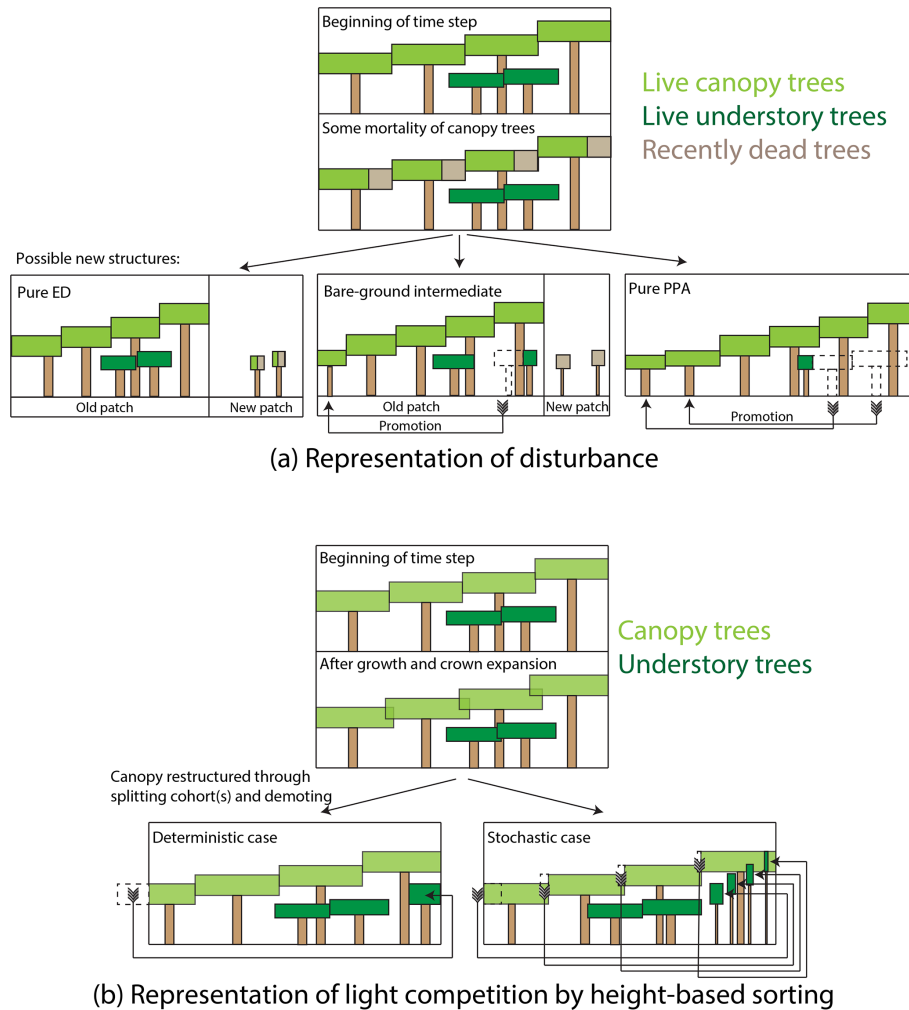 Beginning of time step
Live canopy trees
Live understory trees
Some mortality of canopy trees
Recently dead trees
Possible new structures:
Pure ED
Bare-ground intermediate
Pure PPA
Old patch
New patch
Old patch
New patch
Promotion
Promotion
(a) Representation of disturbance
Beginning of time step
Canopy trees
Understory trees
After growth and crown expansion
Canopy restructured through
splitting cohort(s) and demoting
Deterministic case
Stochastic case
(b) Representation of light competition by height-based sorting